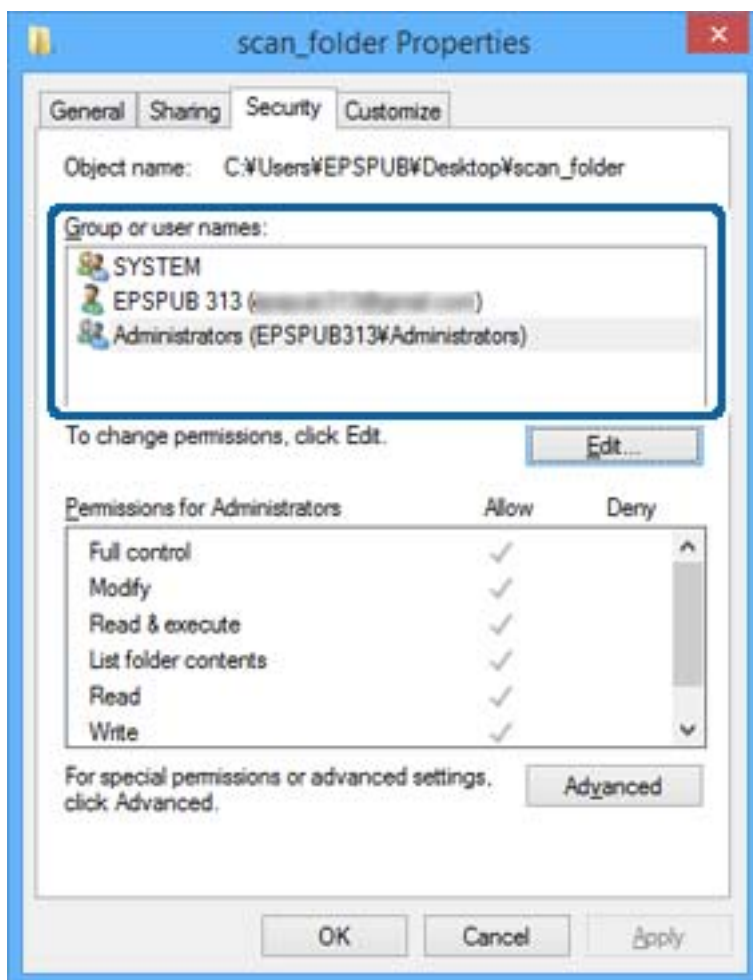 scan_folder Properties
General Sharing Security Customize
Object name: C:¥Users¥EPSPUB¥Desktop¥scan_folder
Group or user names:
SYSTEM
EPSPUB 313 ( )
Administrators (EPSPUB313¥Administrators)
To change permissions, click Edit.
Edit...
Permissions for Administrators Allow Deny
Full control
Modify
Read & execute
List folder contents
Read
Write
For special permissions or advanced settings,
click Advanced.
Advanced
OK Cancel Apply